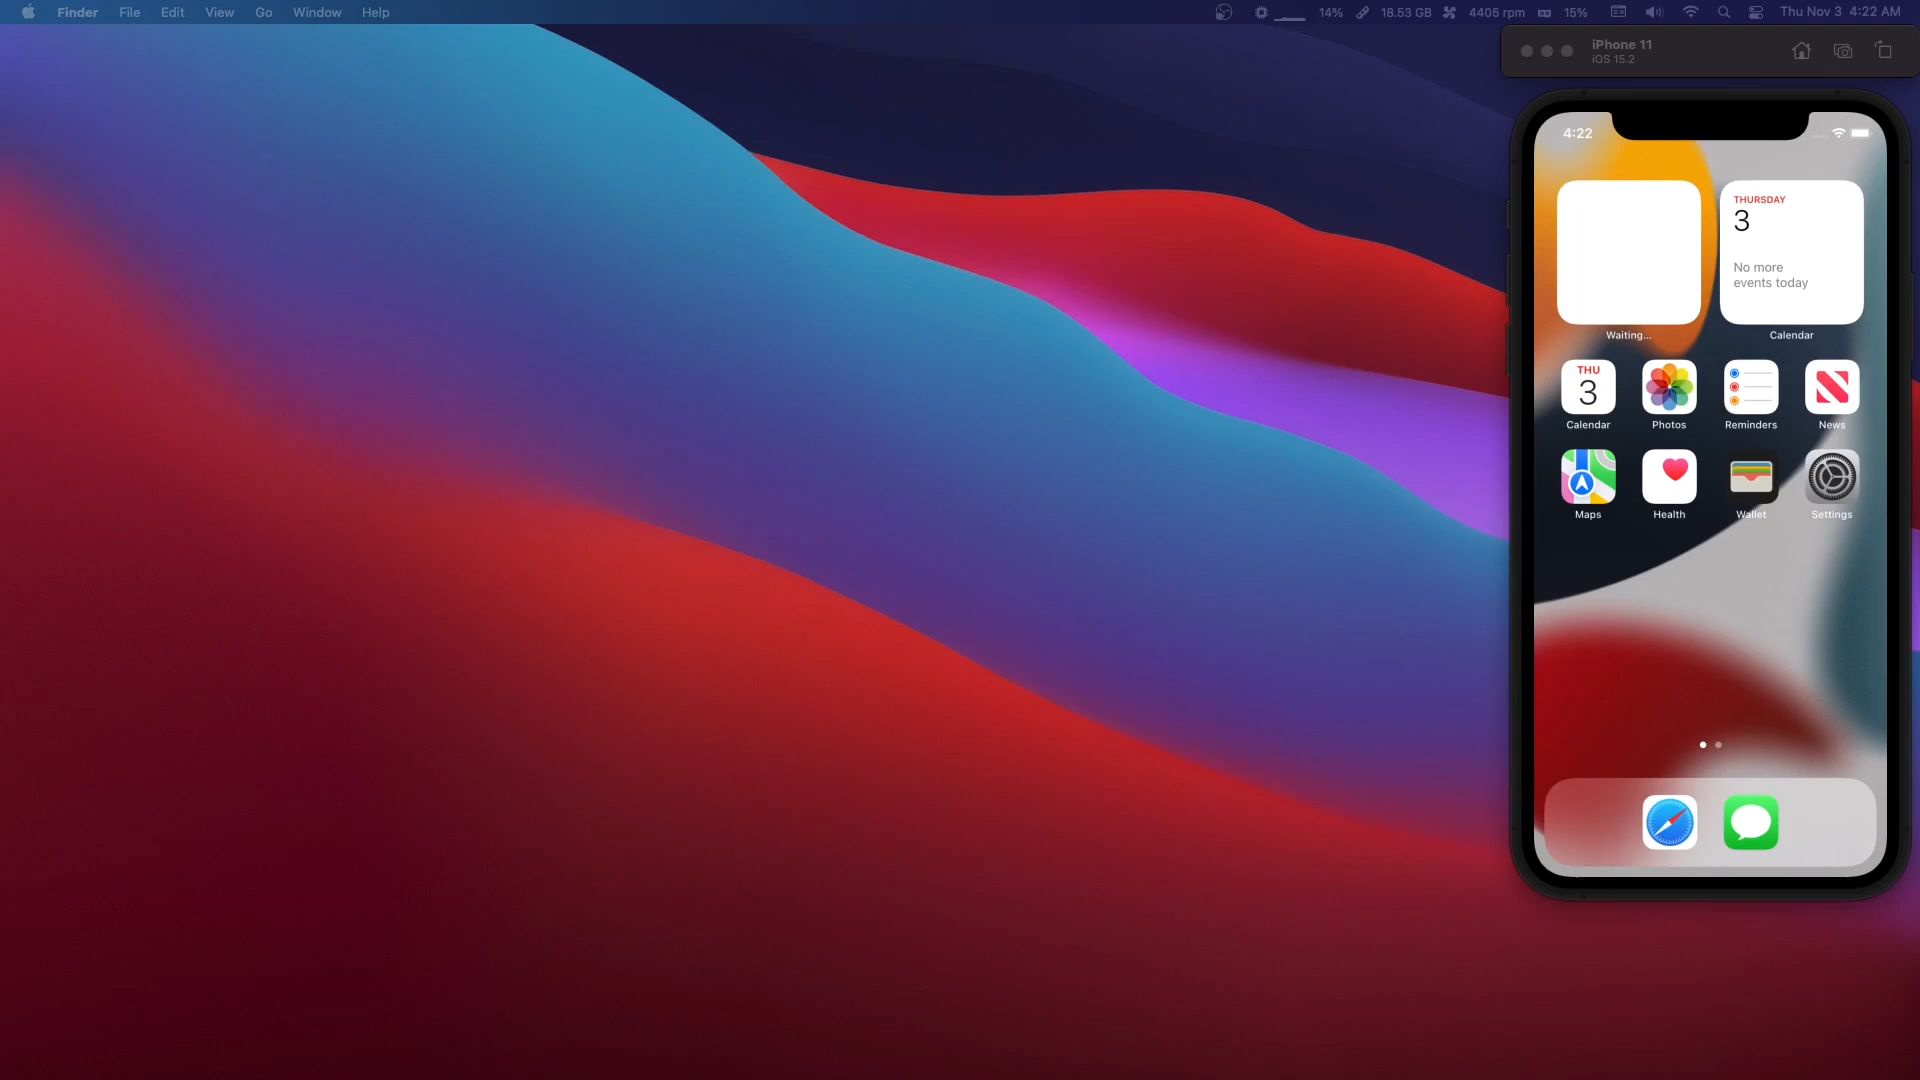 Finder File Edit View Go Window Help 14% 18.53 GB 4405 rpm 15% Thu Nov 3 4:22 AM
iPhone 11
iOS 15.2
4:22
THURSDAY
3
No more
events today
Waiting... Calendar
THU
3
Calendar Photos Reminders News
Maps Health Wallet Settings